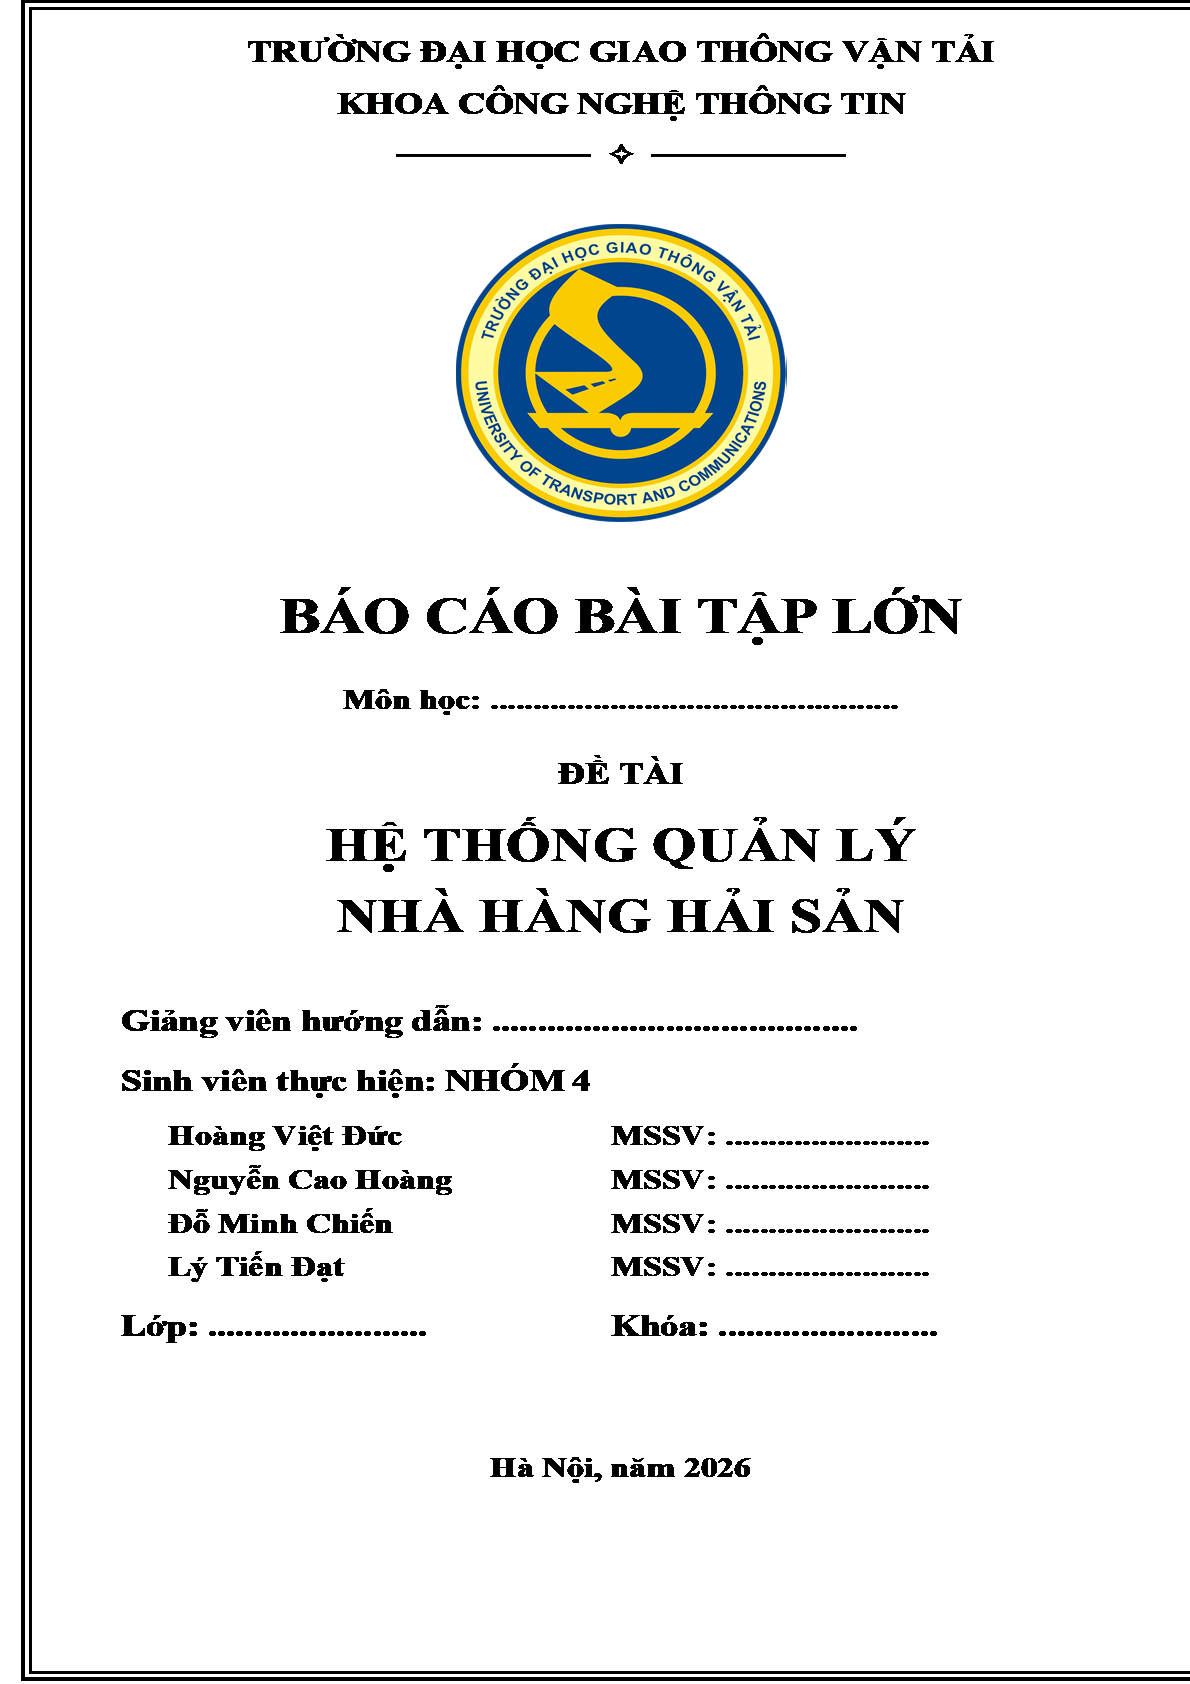 TRƯỜNG ĐẠI HỌC GIAO THÔNG VẬN TẢI
KHOA CÔNG NGHỆ THÔNG TIN
TRƯỜNG ĐẠI HỌC GIAO THÔNG VẬN TẢI
UNIVERSITY OF TRANSPORT AND COMMUNICATIONS
BÁO CÁO BÀI TẬP LỚN
Môn học: ................................................
ĐỀ TÀI
HỆ THỐNG QUẢN LÝ
NHÀ HÀNG HẢI SẢN
Giảng viên hướng dẫn: ........................................
Sinh viên thực hiện: NHÓM 4
Hoàng Việt Đức MSSV: ........................
Nguyễn Cao Hoàng MSSV: ........................
Đỗ Minh Chiến MSSV: ........................
Lý Tiến Đạt MSSV: ........................
Lớp: ........................ Khóa: ........................
Hà Nội, năm 2026